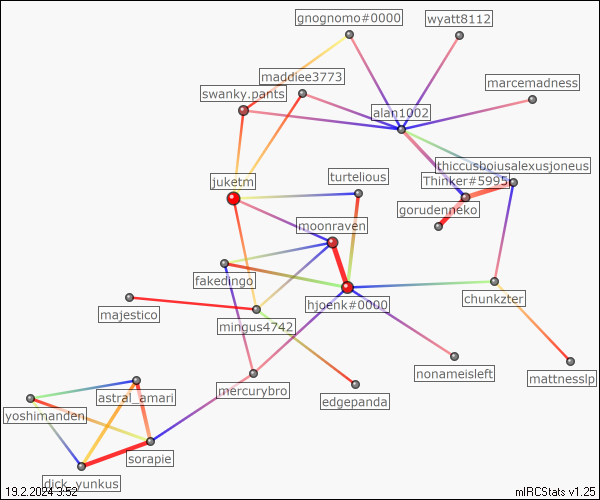 gnognomo#0000
wyatt8112
maddiee3773
marcemadness
swanky.pants
alan1002
thiccusboiusalexusjoneus
turtelious
Thinker#5995
juketm
gorudenneko
moonraven
fakedingo
chunkzter
hjoenk#0000
majestico
mingus4742
nonameisleft
mattnesslp
mercurybro
astral_amari
edgepanda
yoshimanden
sorapie
dick_yunkus
19.2.2024 3:52
mIRCStats v1.25